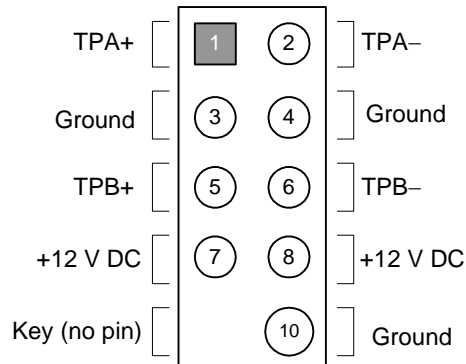 TPA+ 1 2 TPA–
Ground 3 4 Ground
TPB+ 5 6 TPB–
+12 V DC 7 8 +12 V DC
Key (no pin) 10 Ground